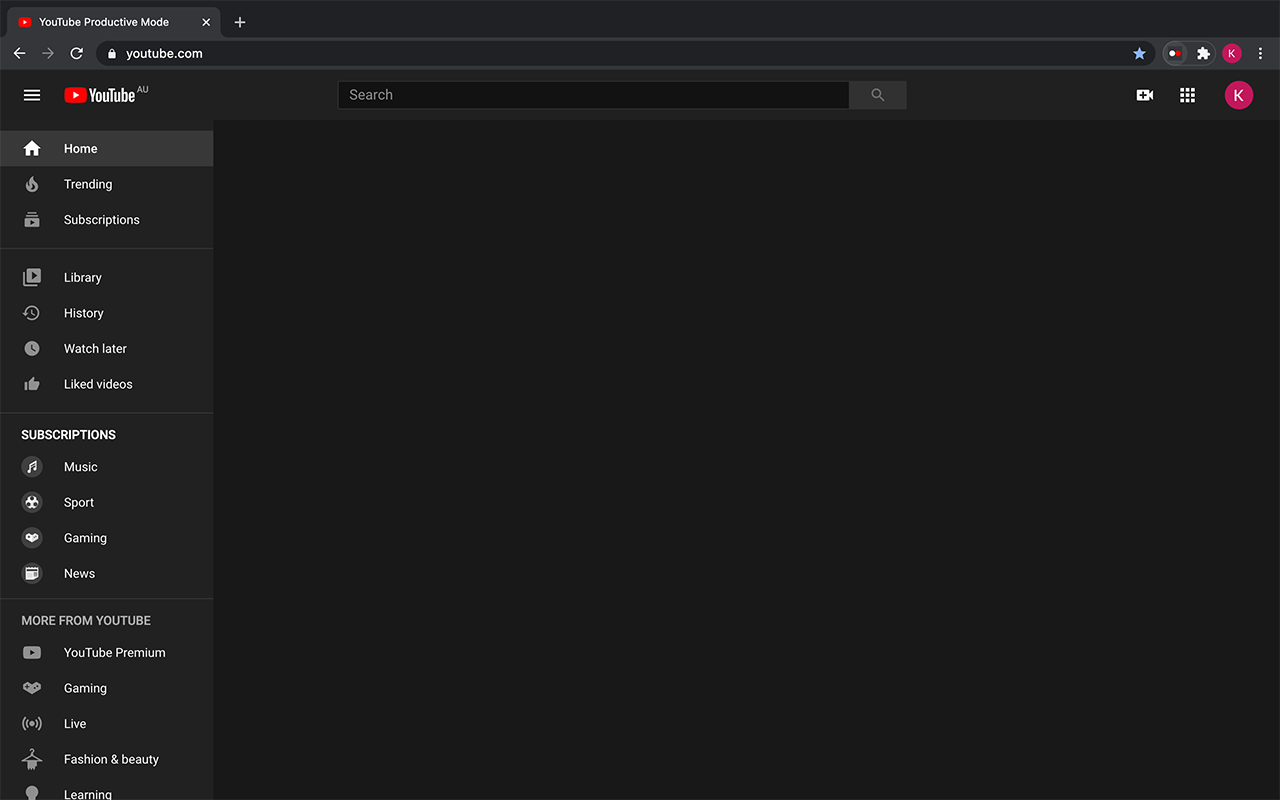 YouTube Productive Mode
youtube.com
K
YouTube AU
Search
K
Home
Trending
Subscriptions
Library
History
Watch later
Liked videos
SUBSCRIPTIONS
Music
Sport
Gaming
News
MORE FROM YOUTUBE
YouTube Premium
Gaming
Live
Fashion & beauty
Learning